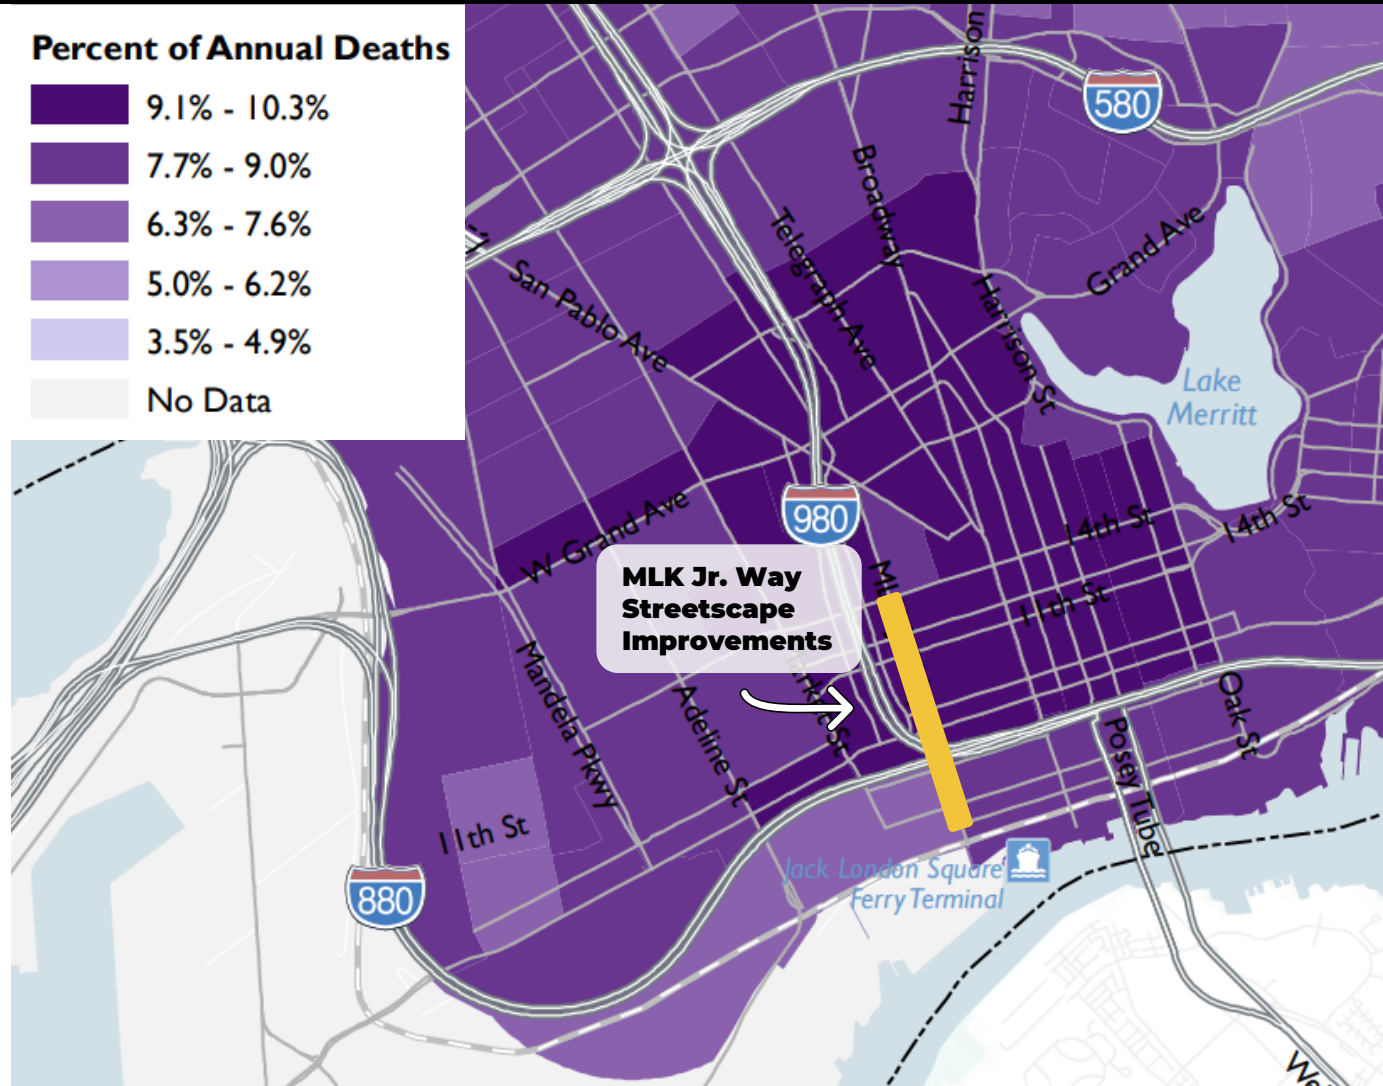 Percent of Annual Deaths
9.1% - 10.3%
7.7% - 9.0%
6.3% - 7.6%
5.0% - 6.2%
3.5% - 4.9%
No Data
Harrison
580
Broadway
Telegraph Ave
San Pablo Ave
Grand Ave
Harrison St
Lake
Merritt
W Grand Ave
980
14th St
14th St
11th St
MLK Jr. Way
Streetscape
Improvements
Mandela Pkwy
Adeline St
Oak St
Posey Tube
11th St
880
Jack London Square
Ferry Terminal